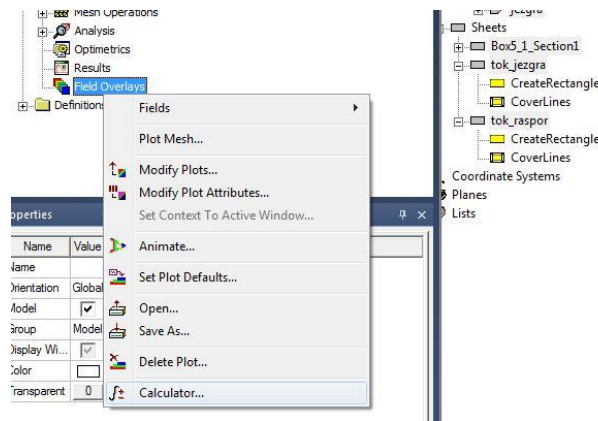 Mesh Operations
Analysis
Optimetrics
Results
Field Overlays
Definitions
Fields
Plot Mesh...
Modify Plots...
Modify Plot Attributes...
Set Context To Active Window...
Animate...
Set Plot Defaults...
Open...
Save As...
Delete Plot...
Calculator...
operties
Name Value
Name
Orientation Global
Model
Group Model
Display Wi...
Color
Transparent 0
jezgra
Sheets
Box5_1_Section1
tok_jezgra
CreateRectangle
CoverLines
tok_raspor
CreateRectangle
CoverLines
Coordinate Systems
Planes
Lists